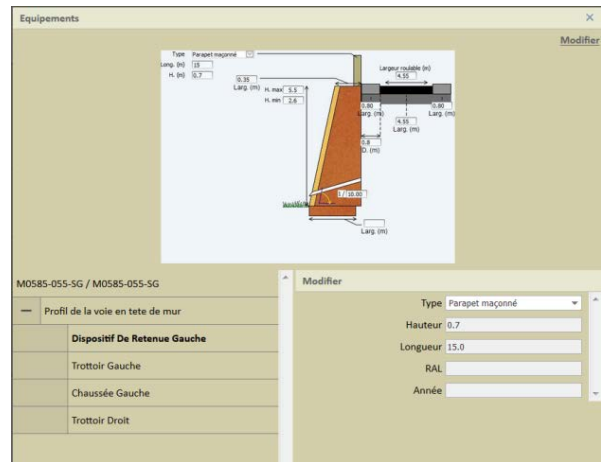 Equipements
×
Modifier
Type Parapet maçonné
Long. (m) 15
H. (m) 0.7
0.35
Larg. (m)
H. max 5.5
H. min 2.6
Largeur roulable (m)
4.55
0.80
Larg. (m)
4.55
Larg. (m)
0.80
Larg. (m)
0.8
D. (m)
1/ 10.00
Larg. (m)
M0585-055-SG / M0585-055-SG
Profil de la voie en tete de mur
Dispositif De Retenue Gauche
Trottoir Gauche
Chaussée Gauche
Trottoir Droit
Modifier
Type Parapet maçonné
Hauteur 0.7
Longueur 15.0
RAL
Année